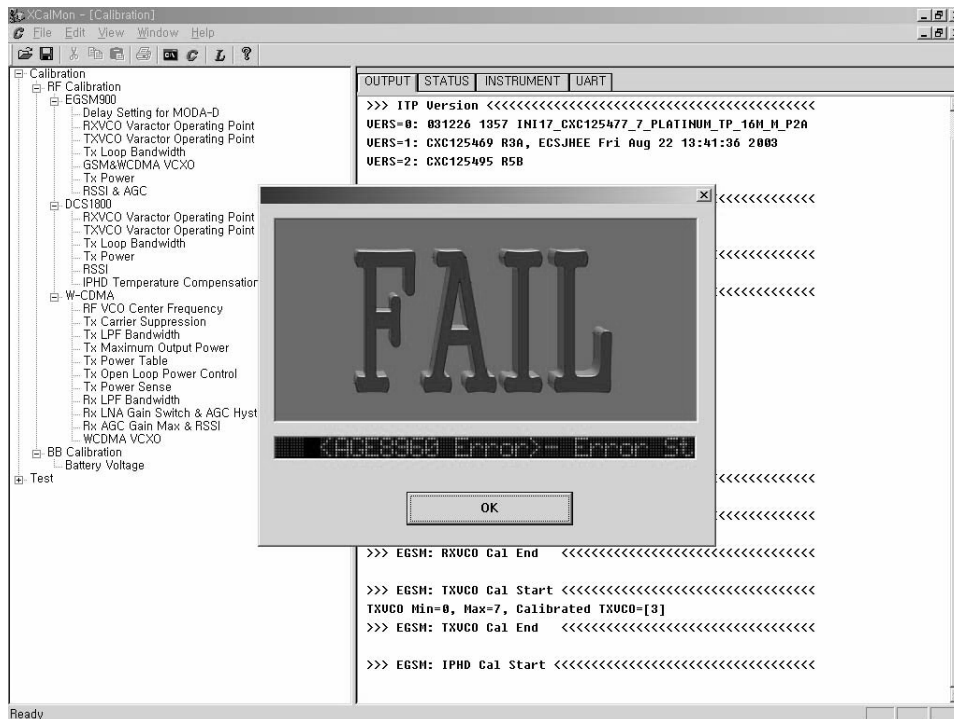 XCalMon - [Calibration]
File Edit View Window Help
Calibration
RF Calibration
EGSM900
Delay Setting for MODA-D
RXVCO Varactor Operating Point
TXVCO Varactor Operating Point
Tx Loop Bandwidth
GSM&WCDMA VCXO
Tx Power
RSSI & AGC
DCS1800
RXVCO Varactor Operating Point
TXVCO Varactor Operating Point
Tx Loop Bandwidth
Tx Power
RSSI
IPHD Temperature Compensation
W-CDMA
RF VCO Center Frequency
Tx Carrier Suppression
Tx LPF Bandwidth
Tx Maximum Output Power
Tx Power Table
Tx Open Loop Power Control
Tx Power Sense
Rx LPF Bandwidth
Rx LNA Gain Switch & AGC Hyst
Rx AGC Gain Max & RSSI
WCDMA VCXO
BB Calibration
Battery Voltage
Test
OUTPUT STATUS INSTRUMENT UART
>>> ITP Version <<<<<<<<<<<<<<<<<<<<<<<<<<<<<<<<<<<<<<<<<<<<
VERS=0: 031226 1357 INI17_CXC125477_7_PLATINUM_TP_16M_M_P2A
VERS=1: CXC125469 R3A, ECSJHEE Fri Aug 22 13:41:36 2003
VERS=2: CXC125495 R5B
<<<<<<<<<<<<<
<<<<<<<<<<<<<
<<<<<<<<<<<<<
FAIL
<AGE8960 Error>- Error St
OK
<<<<<<<<<<<<<
<<<<<<<<<<<<<
>>> EGSM: RXVCO Cal End <<<<<<<<<<<<<<<<<<<<<<<<<<<<<<<<<<
>>> EGSM: TXVCO Cal Start <<<<<<<<<<<<<<<<<<<<<<<<<<<<<<<<<<
TXVCO Min=0, Max=7, Calibrated TXVCO=[3]
>>> EGSM: TXVCO Cal End <<<<<<<<<<<<<<<<<<<<<<<<<<<<<<<<<<
>>> EGSM: IPHD Cal Start <<<<<<<<<<<<<<<<<<<<<<<<<<<<<<<<<<<
Ready